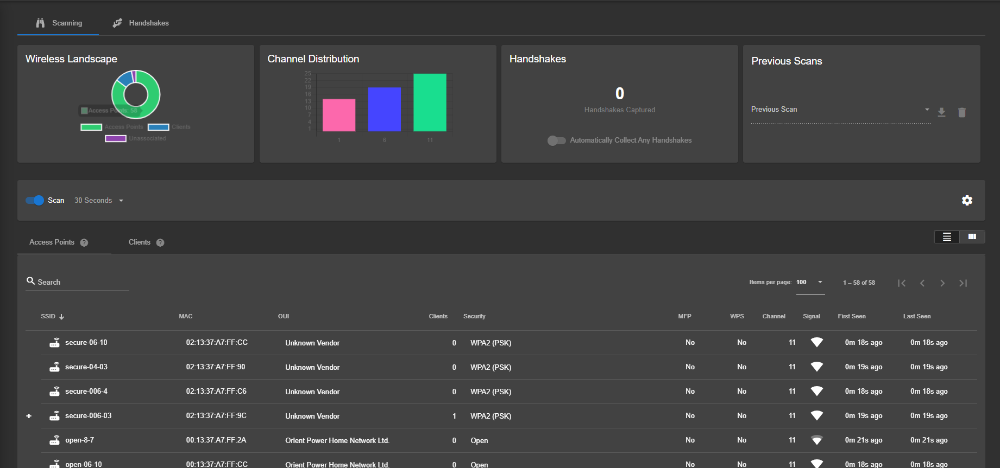 Scanning Handshakes
Wireless Landscape
Access Points: 58
Access Points Clients
Unassociated
Channel Distribution
25
22
19
16
13
10
7
4
1
1 6 11
Handshakes
0
Handshakes Captured
Automatically Collect Any Handshakes
Previous Scans
Previous Scan
Scan 30 Seconds
Access Points ? Clients ?
Search Items per page: 100 1 – 58 of 58
SSID MAC OUI Clients Security MFP WPS Channel Signal First Seen Last Seen
secure-06-10 02:13:37:A7:FF:CC Unknown Vendor 0 WPA2 (PSK) No No 11 0m 18s ago 0m 18s ago
secure-04-03 02:13:37:A7:FF:90 Unknown Vendor 0 WPA2 (PSK) No No 11 0m 19s ago 0m 19s ago
secure-006-4 02:13:37:A7:FF:C6 Unknown Vendor 0 WPA2 (PSK) No No 11 0m 18s ago 0m 18s ago
+ secure-006-03 02:13:37:A7:FF:9C Unknown Vendor 1 WPA2 (PSK) No No 11 0m 19s ago 0m 19s ago
open-8-7 00:13:37:A7:FF:2A Orient Power Home Network Ltd. 0 Open No No 11 0m 21s ago 0m 21s ago
open-06-10 00:13:37:A7:FF:CC Orient Power Home Network Ltd. 0 Open No No 11 0m 18s ago 0m 18s ago